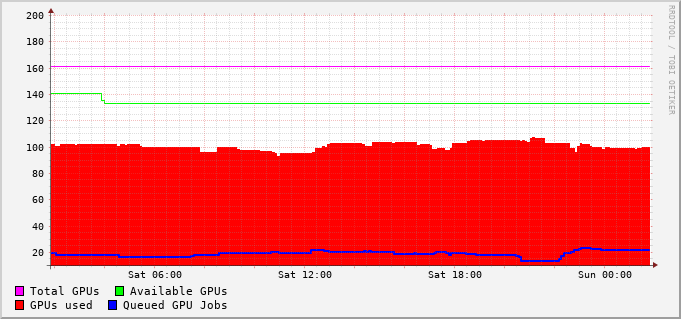 RRDTOOL / TOBI OETIKER
200
180
160
140
120
100
80
60
40
20
Sat 06:00 Sat 12:00 Sat 18:00 Sun 00:00
Total GPUs Available GPUs
GPUs used Queued GPU Jobs